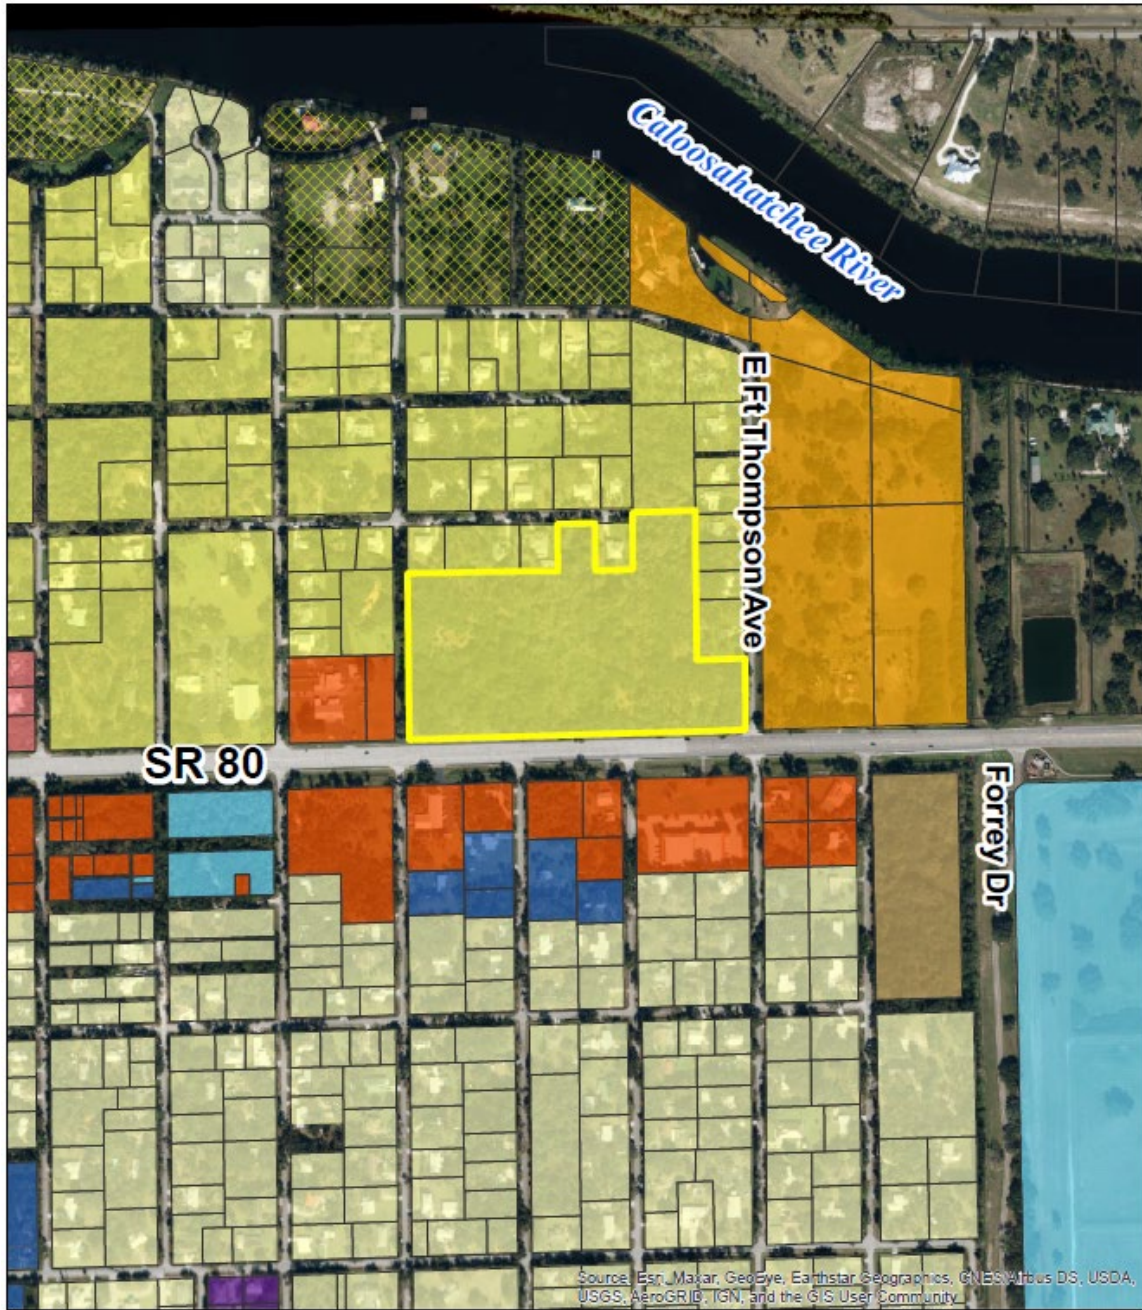 Caloosahatchee River
E Ft Thompson Ave
SR 80
Forrey Dr
Source: Esri, Maxar, GeoEye, Earthstar Geographics, CNES/Airbus DS, USDA,
USGS, AeroGRID, IGN, and the GIS User Community